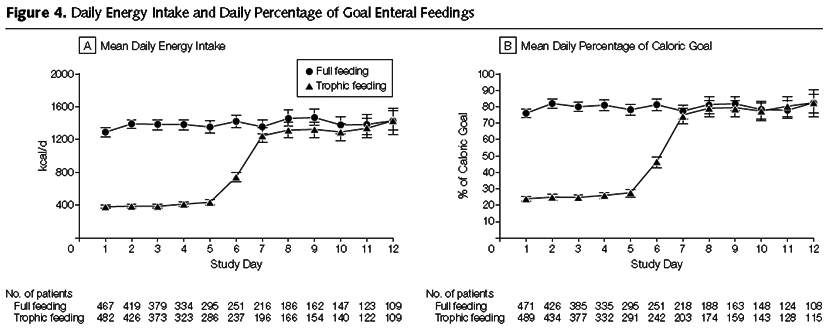 Figure 4. Daily Energy Intake and Daily Percentage of Goal Enteral Feedings
A Mean Daily Energy Intake
2000
1600
1200
800
400
0
kcal/d
Full feeding
Trophic feeding
1 2 3 4 5 6 7 8 9 10 11 12
Study Day
No. of patients
Full feeding 467 419 379 334 295 251 216 186 162 147 123 109
Trophic feeding 482 426 373 323 286 237 196 166 154 140 122 109
B Mean Daily Percentage of Caloric Goal
100
90
80
70
60
50
40
30
20
10
0
% of Caloric Goal
1 2 3 4 5 6 7 8 9 10 11 12
Study Day
No. of patients
Full feeding 471 426 385 335 295 251 218 188 163 148 124 108
Trophic feeding 489 434 377 332 291 242 203 174 159 143 128 115